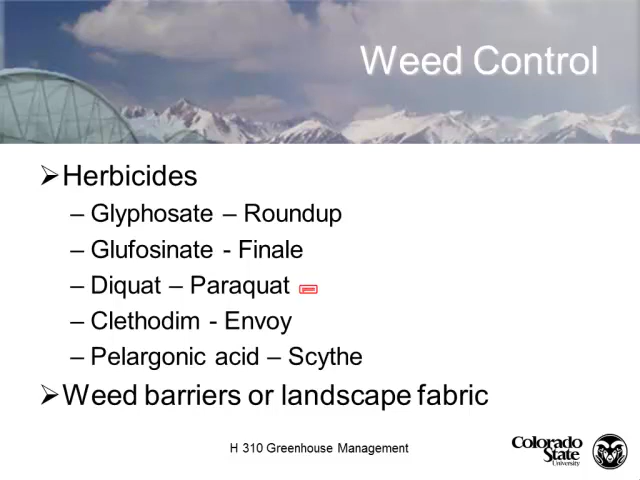 Weed Control
➢Herbicides
– Glyphosate – Roundup
– Glufosinate - Finale
– Diquat – Paraquat
– Clethodim - Envoy
– Pelargonic acid – Scythe
➢Weed barriers or landscape fabric
H 310 Greenhouse Management
Colorado
State
University